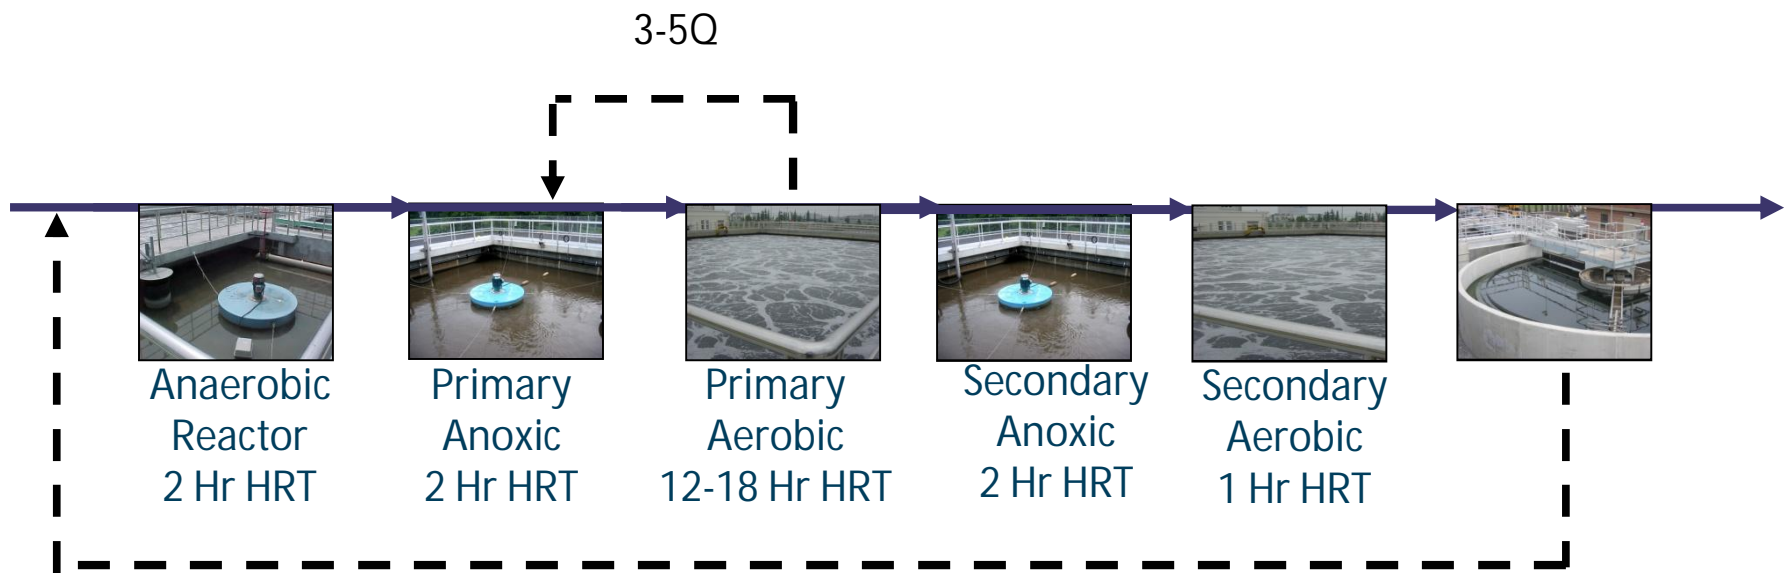 3-5Q
Anaerobic
Reactor
2 Hr HRT
Primary
Anoxic
2 Hr HRT
Primary
Aerobic
12-18 Hr HRT
Secondary
Anoxic
2 Hr HRT
Secondary
Aerobic
1 Hr HRT